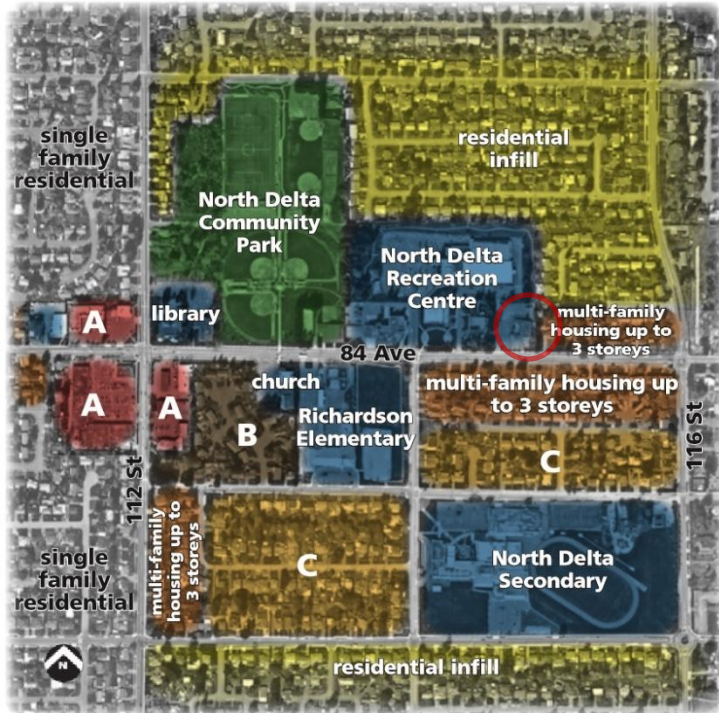 single
family
residential
residential
infill
North Delta
Community
Park
North Delta
Recreation
Centre
A
library
multi-family
housing up to
3 storeys
84 Ave
church
multi-family housing up
to 3 storeys
A
A
B
Richardson
Elementary
C
116 St
112 St
multi-family
housing up to
3 storeys
C
North Delta
Secondary
single
family
residential
residential infill
N